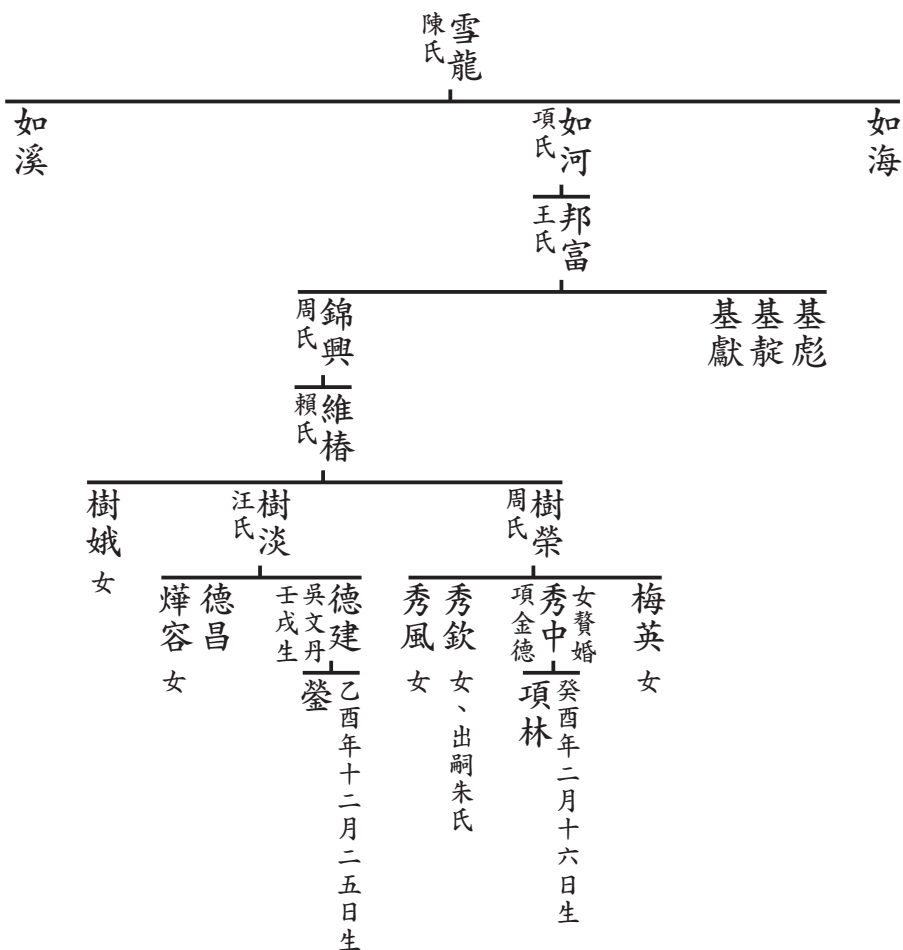 雪龍
陳氏
如海
如河
項氏
如溪
邦富
王氏
基彪
基靛
基獻
錦興
周氏
維椿
賴氏
樹榮
周氏
樹淡
汪氏
樹娥 女
梅英 女
女贅婚
秀中
項金德
秀欽 女、出嗣朱氏
秀風 女
德建
吳文丹
壬戌生
德昌
燁容 女
癸酉年二月十六日生
項林
乙酉年十二月二五日生
鎣